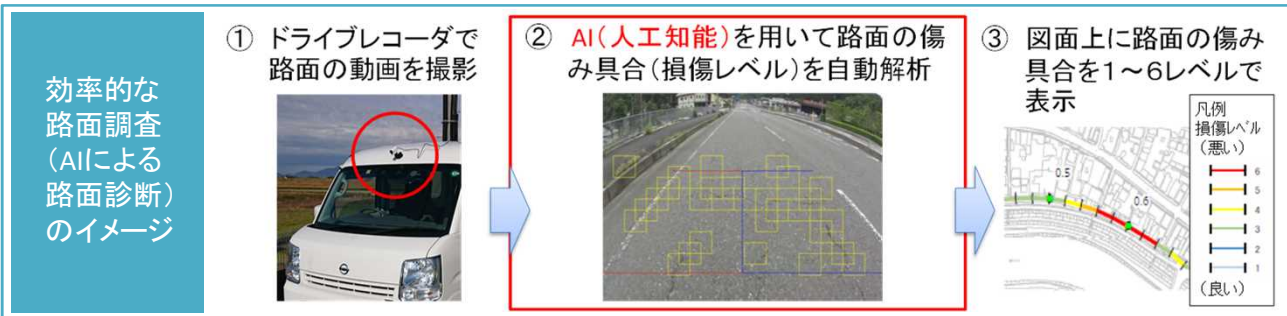 効率的な
路面調査
（AIによる
路面診断）
のイメージ
① ドライブレコーダで
路面の動画を撮影
② AI（人工知能）を用いて路面の傷
み具合（損傷レベル）を自動解析
③ 図面上に路面の傷み
具合を１～６レベルで
表示
凡例
損傷ﾚﾍﾞﾙ
（悪い）
6
5
4
3
2
1
（良い）
0.5
0.6